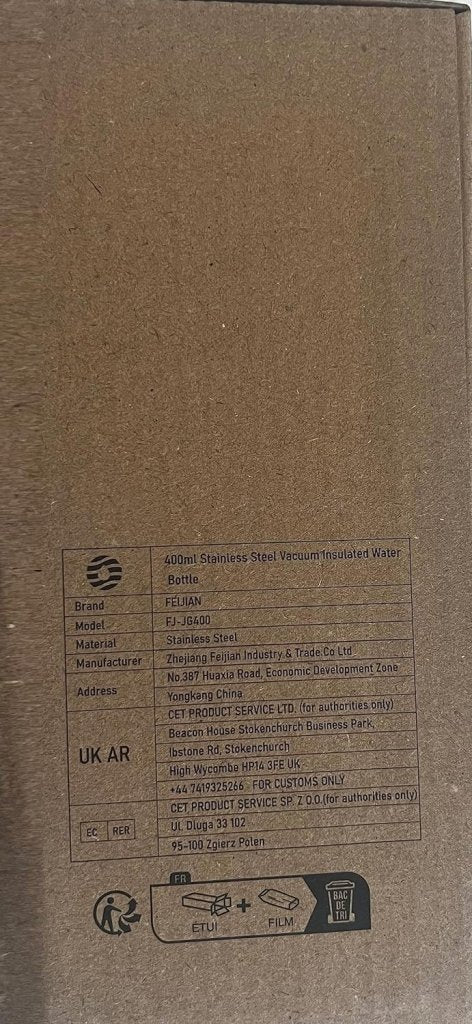 400ml Stainless Steel Vacuum Insulated Water
Bottle
Brand FEIJIAN
Model FJ-JG400
Material Stainless Steel
Manufacturer Zhejiang Feijian Industry & Trade.Co Ltd
Address No.387 Huaxia Road, Economic Development Zone
Yongkang China
UK AR CET PRODUCT SERVICE LTD. (for authorities only)
Beacon House Stokenchurch Business Park,
Ibstone Rd, Stokenchurch
High Wycombe HP14 3FE UK
+44 7419325266 FOR CUSTOMS ONLY
EC RER CET PRODUCT SERVICE SP. Z O.O.(for authorities only)
Ul. Dluga 33 102
95-100 Zgierz Polen
FR
ÉTUI + FILM
BAC
DE
TRI